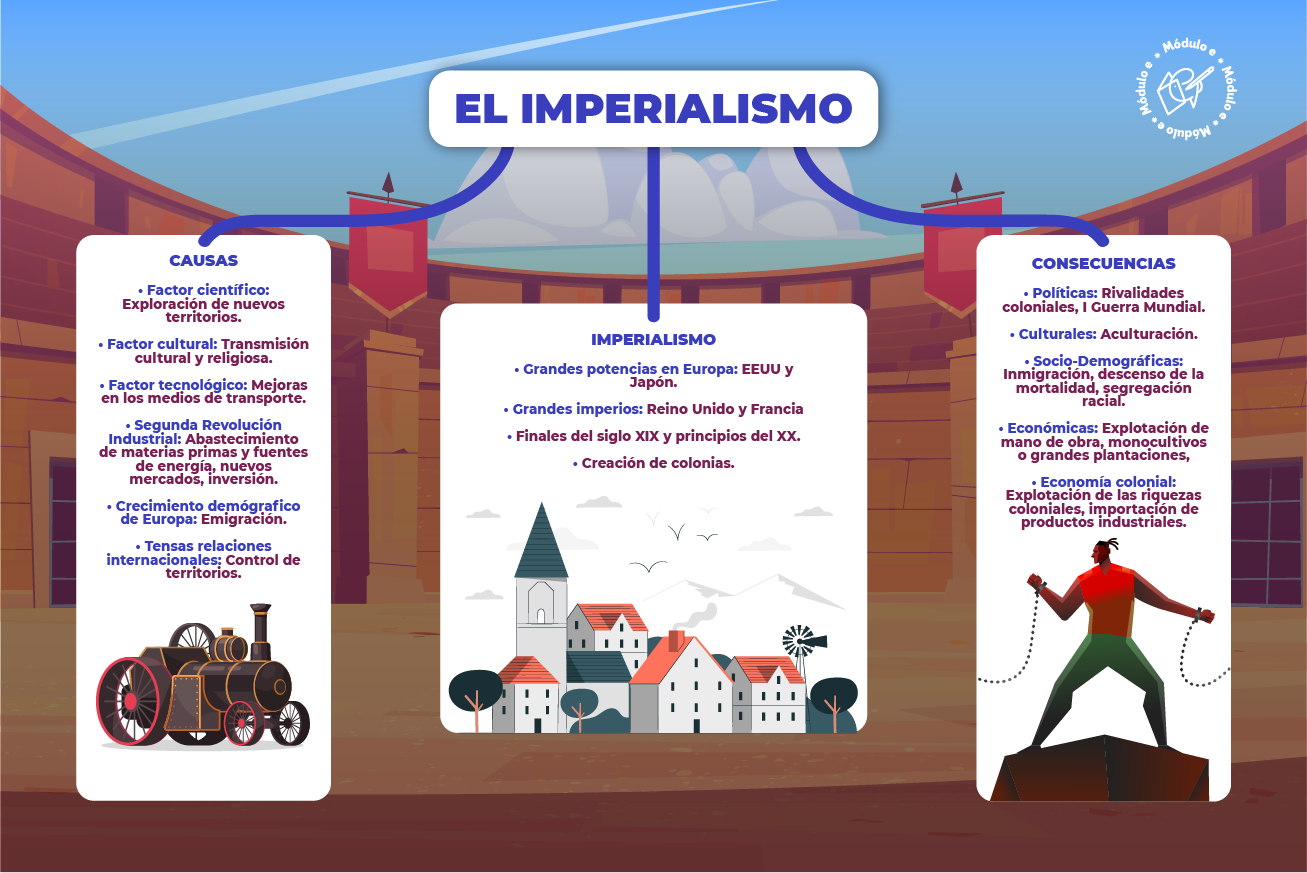 EL IMPERIALISMO
Módulo e * Módulo e * Módulo e * Módulo e *
CAUSAS
• Factor científico:
Exploración de nuevos
territorios.
• Factor cultural: Transmisión
cultural y religiosa.
• Factor tecnológico: Mejoras
en los medios de transporte.
• Segunda Revolución
Industrial: Abastecimiento
de materias primas y fuentes
de energía, nuevos
mercados, inversión.
• Crecimiento demógrafico
de Europa: Emigración.
• Tensas relaciones
internacionales: Control de
territorios.
IMPERIALISMO
• Grandes potencias en Europa: EEUU y
Japón.
• Grandes imperios: Reino Unido y Francia
• Finales del siglo XIX y principios del XX.
• Creación de colonias.
CONSECUENCIAS
• Políticas: Rivalidades
coloniales, I Guerra Mundial.
• Culturales: Aculturación.
• Socio-Demográficas:
Inmigración, descenso de la
mortalidad, segregación
racial.
• Económicas: Explotación de
mano de obra, monocultivos
o grandes plantaciones,
• Economía colonial:
Explotación de las riquezas
coloniales, importación de
productos industriales.